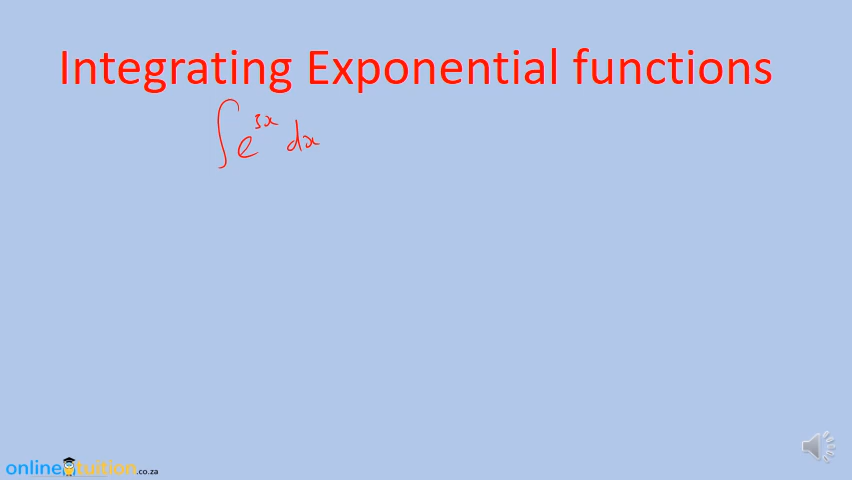 Integrating Exponential functions
∫e^{3x} dx
onlinetuition.co.za